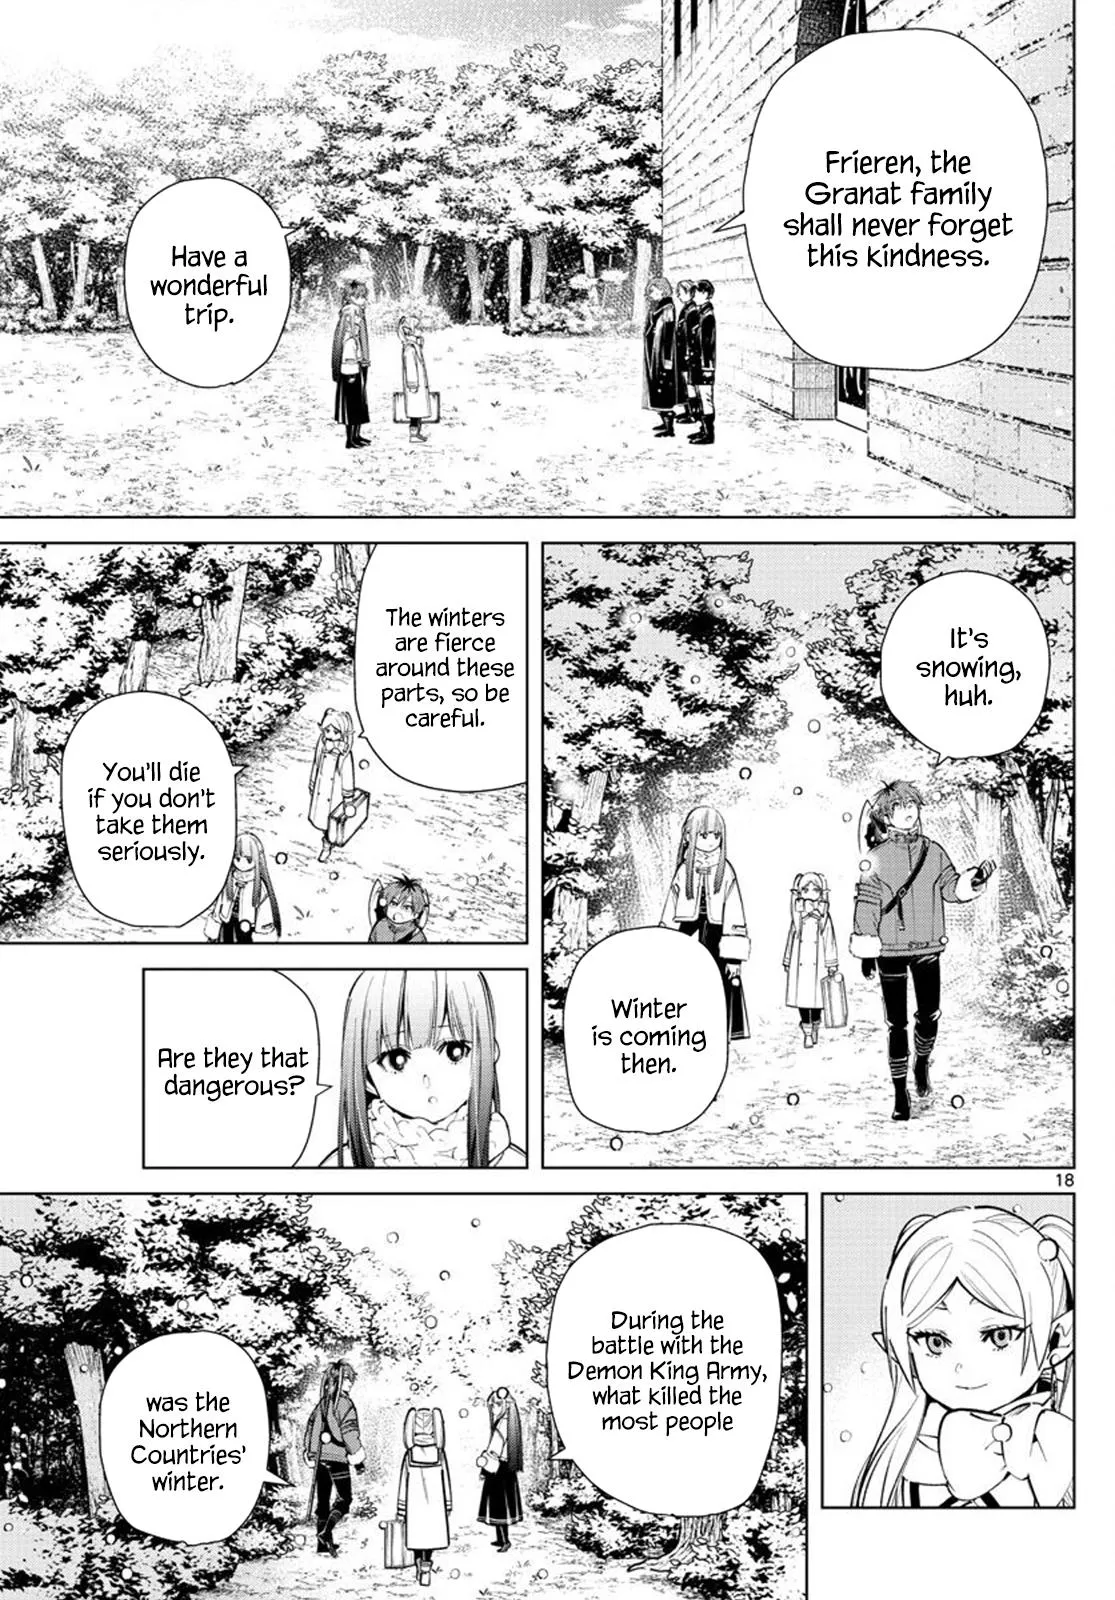 Frieren, the
Granat family
shall never forget
this kindness.
Have a
wonderful
trip.
It's
snowing,
huh.
Winter
is coming
then.
The winters
are fierce
around these
parts, so be
careful.
You'll die
if you don't
take them
seriously.
Are they that
dangerous?
18
During the
battle with the
Demon King Army,
what killed the
most people
was the
Northern
Countries'
winter.